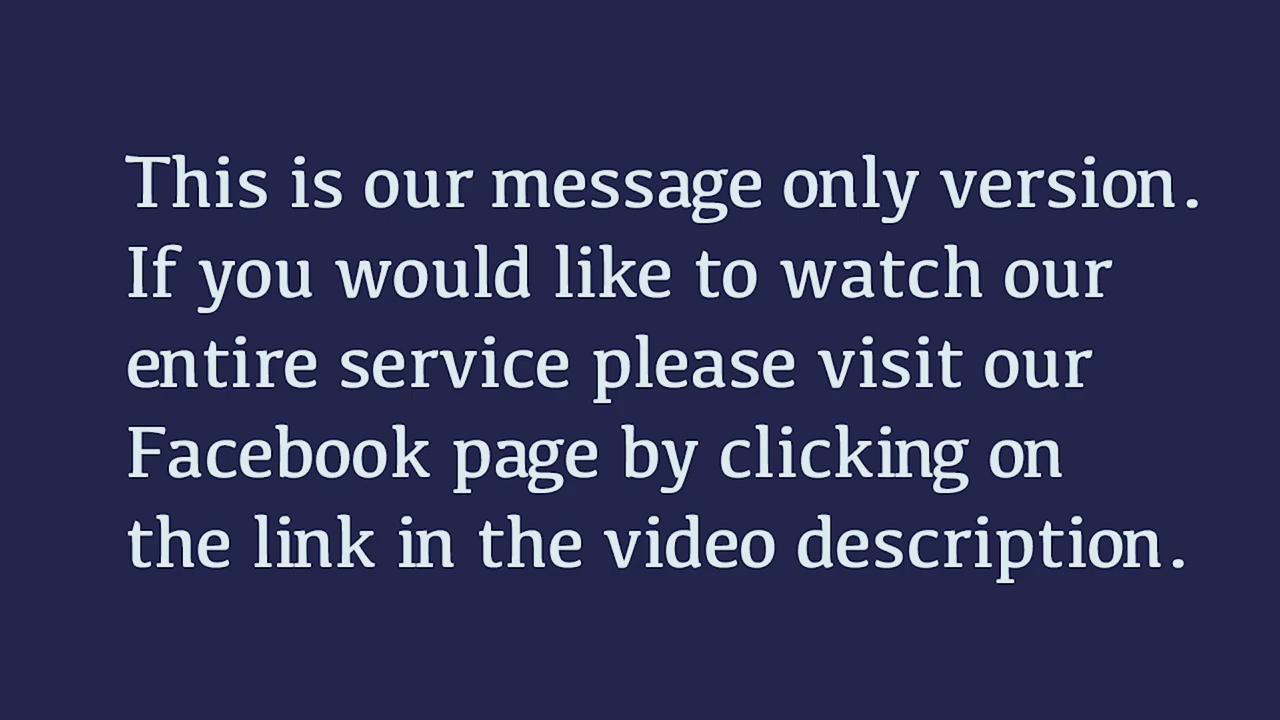 This is our message only version.
If you would like to watch our
entire service please visit our
Facebook page by clicking on
the link in the video description.